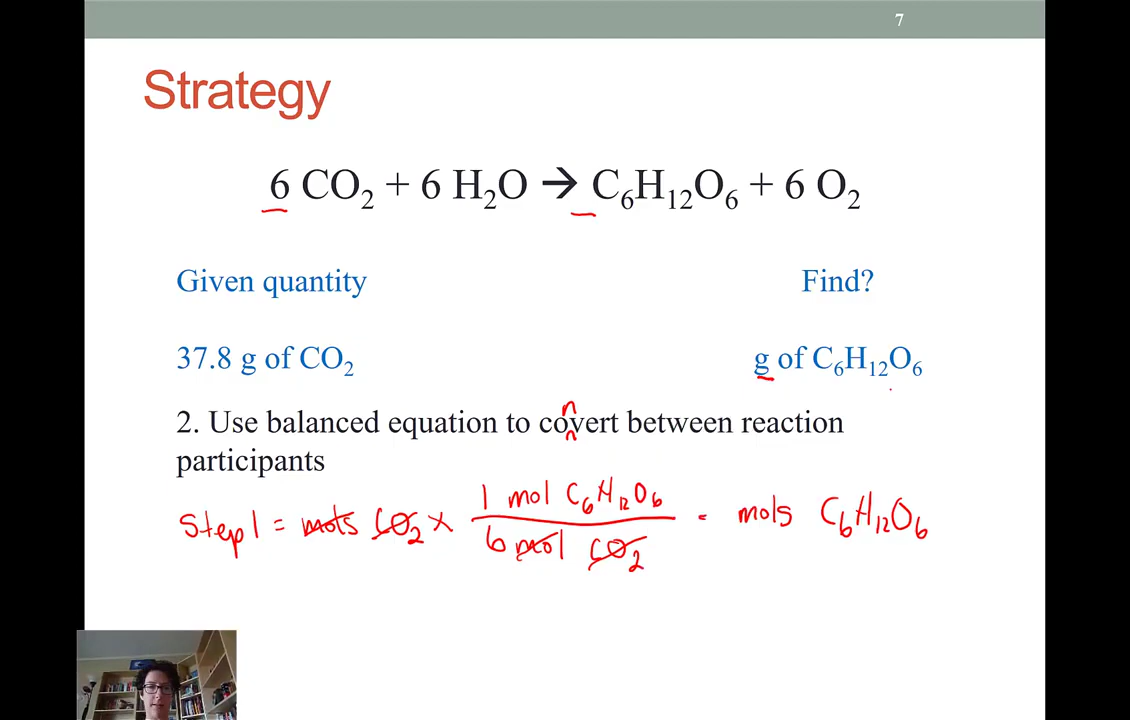 7
Strategy
6 CO₂ + 6 H₂O → C₆H₁₂O₆ + 6 O₂
Given quantity Find?
37.8 g of CO₂ g of C₆H₁₂O₆
n
2. Use balanced equation to covert between reaction
participants
Step 1 = mols CO₂ × 1 mol C₆H₁₂O₆ / 6 mol CO₂ = mols C₆H₁₂O₆